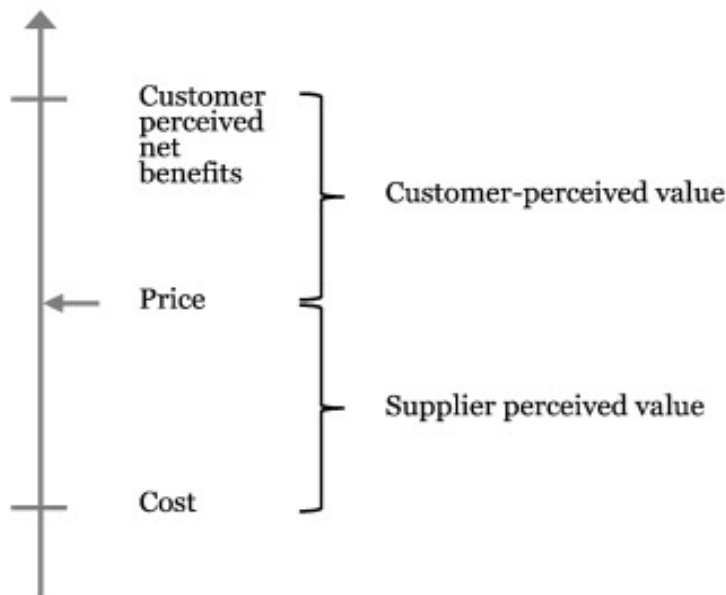 Customer
perceived
net
benefits
Customer-perceived value
Price
Supplier perceived value
Cost